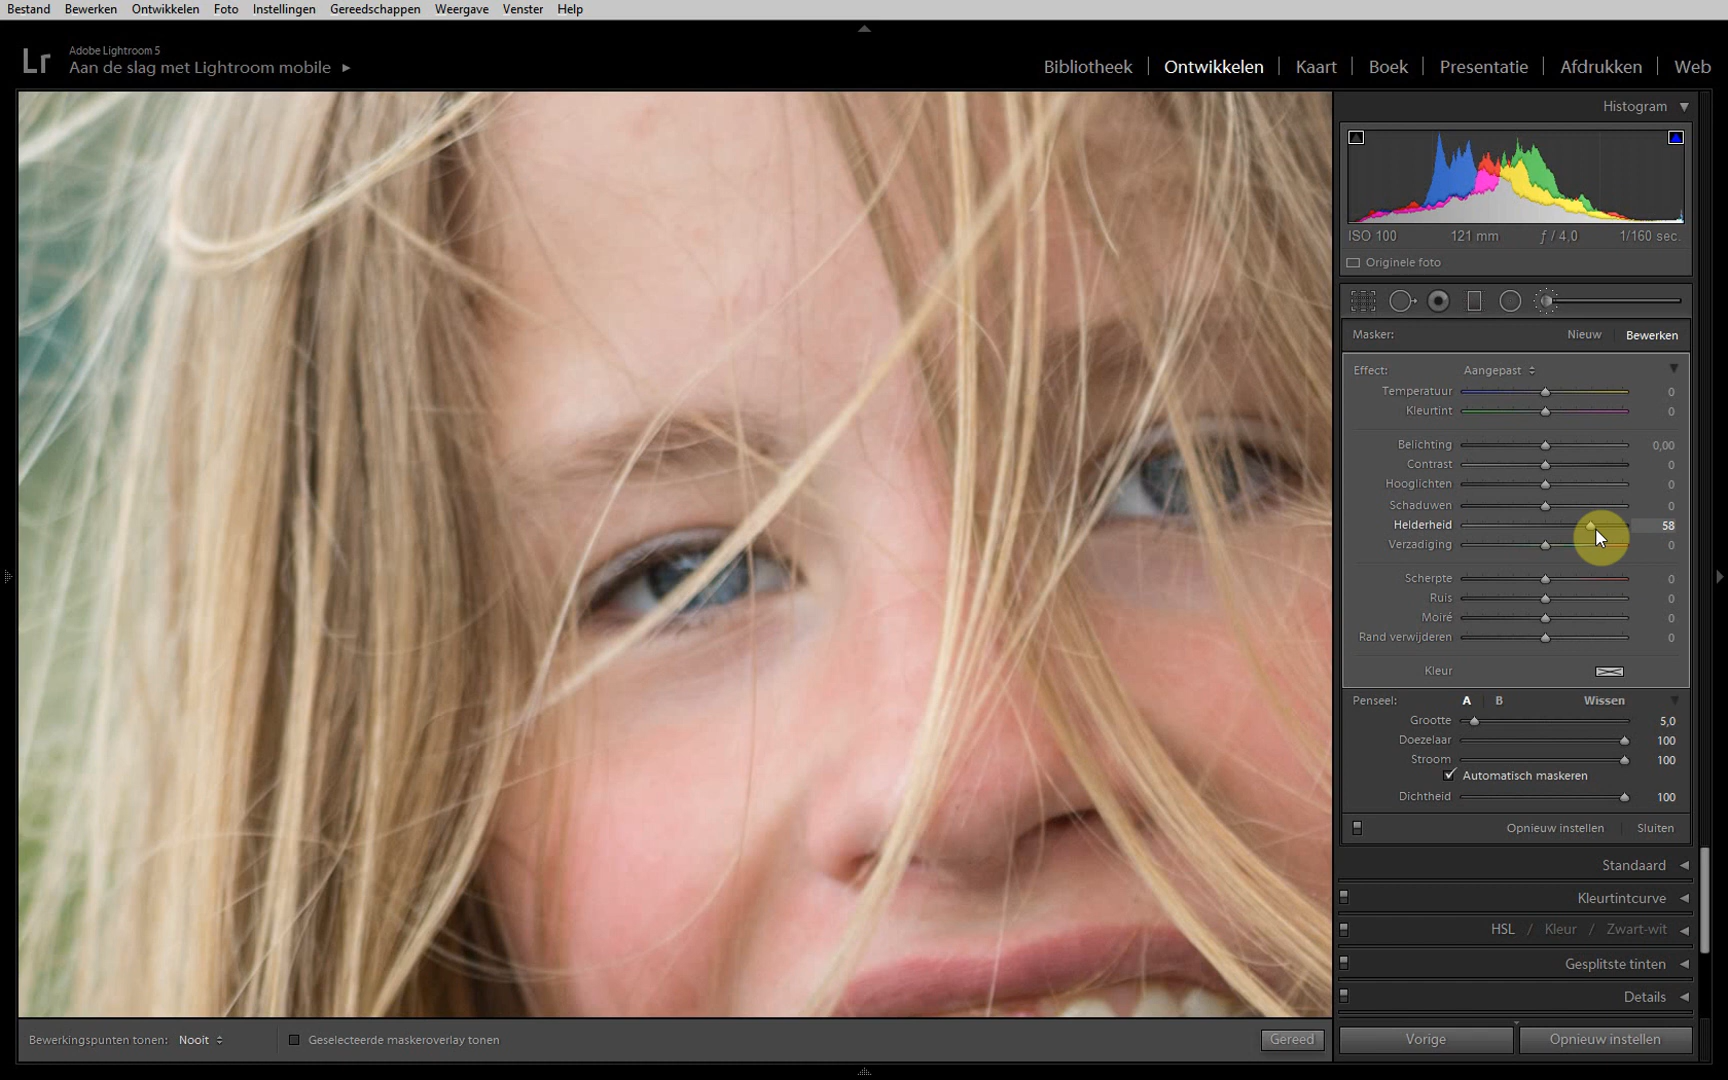 Bestand Bewerken Ontwikkelen Foto Instellingen Gereedschappen Weergave Venster Help
Lr
Adobe Lightroom 5
Aan de slag met Lightroom mobile
Bibliotheek | Ontwikkelen | Kaart | Boek | Presentatie | Afdrukken | Web
Histogram
ISO 100 121 mm ƒ / 4,0 1/160 sec.
Originele foto
Masker: Nieuw Bewerken
Effect: Aangepast
Temperatuur 0
Kleurtint 0
Belichting 0,00
Contrast 0
Hooglichten 0
Schaduwen 0
Helderheid 58
Verzadiging 0
Scherpte 0
Ruis 0
Moiré 0
Rand verwijderen 0
Kleur
Penseel: A B Wissen
Grootte 5,0
Doezelaar 100
Stroom 100
Automatisch maskeren
Dichtheid 100
Opnieuw instellen Sluiten
Standaard
Kleurtintcurve
HSL / Kleur / Zwart-wit
Gesplitste tinten
Details
Bewerkingspunten tonen: Nooit Geselecteerde maskeroverlay tonen Gereed
Vorige Opnieuw instellen